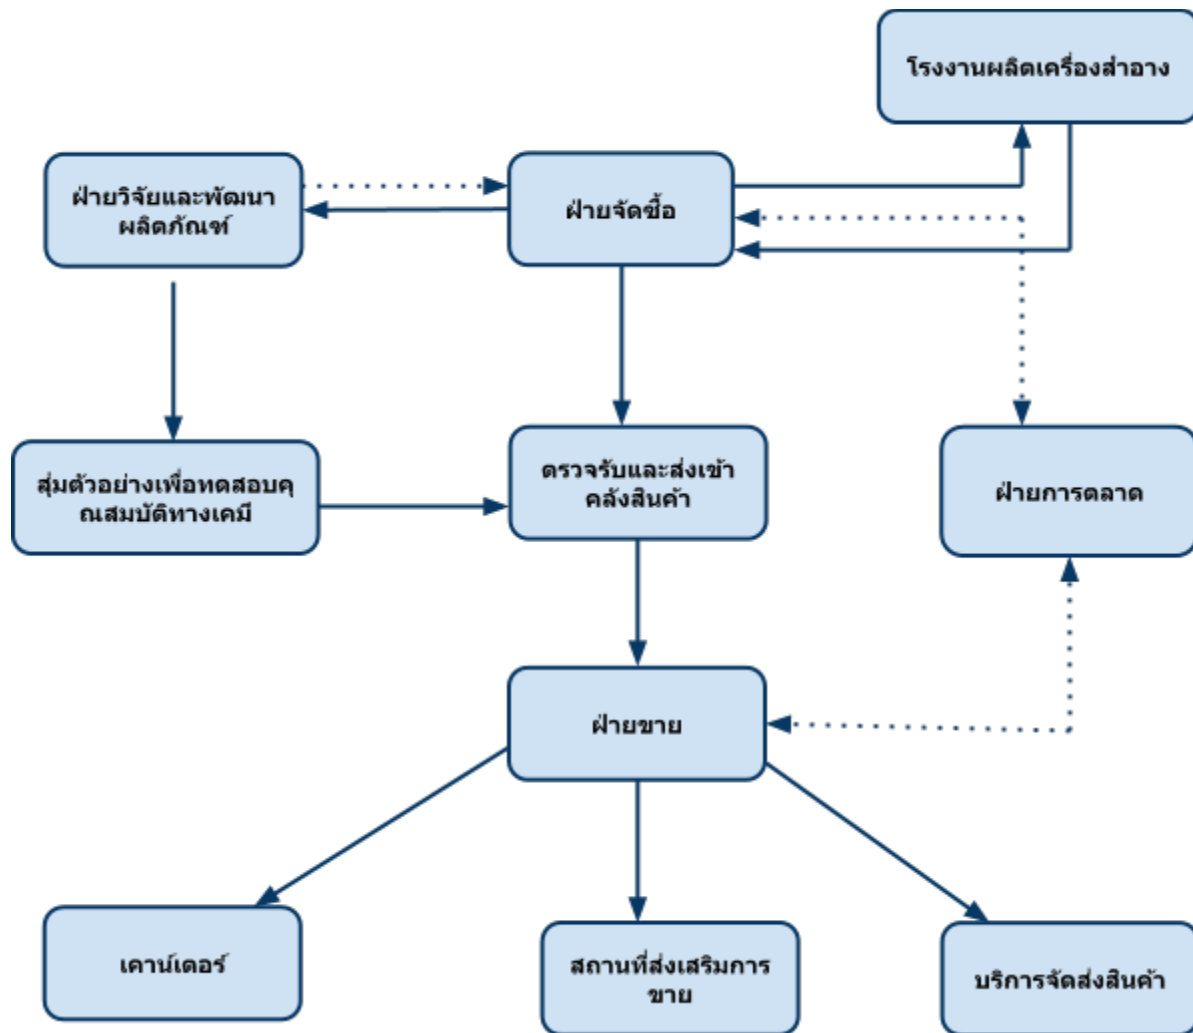 โรงงานผลิตเครื่องสำอาง
ฝ่ายวิจัยและพัฒนา
ผลิตภัณฑ์
ฝ่ายจัดซื้อ
สุ่มตัวอย่างเพื่อทดสอบคุ
ณสมบัติทางเคมี
ตรวจรับและส่งเข้า
คลังสินค้า
ฝ่ายการตลาด
ฝ่ายขาย
เคาน์เตอร์
สถานที่ส่งเสริมการ
ขาย
บริการจัดส่งสินค้า